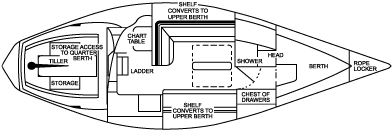 SHELF
CONVERTS TO
UPPER BERTH
STORAGE ACCESS
TO QUARTER
BERTH
TILLER
STORAGE
CHART
TABLE
LADDER
HEAD
SHOWER
BERTH
ROPE
LOCKER
CHEST OF
DRAWERS
SHELF
CONVERTS TO
UPPER BERTH